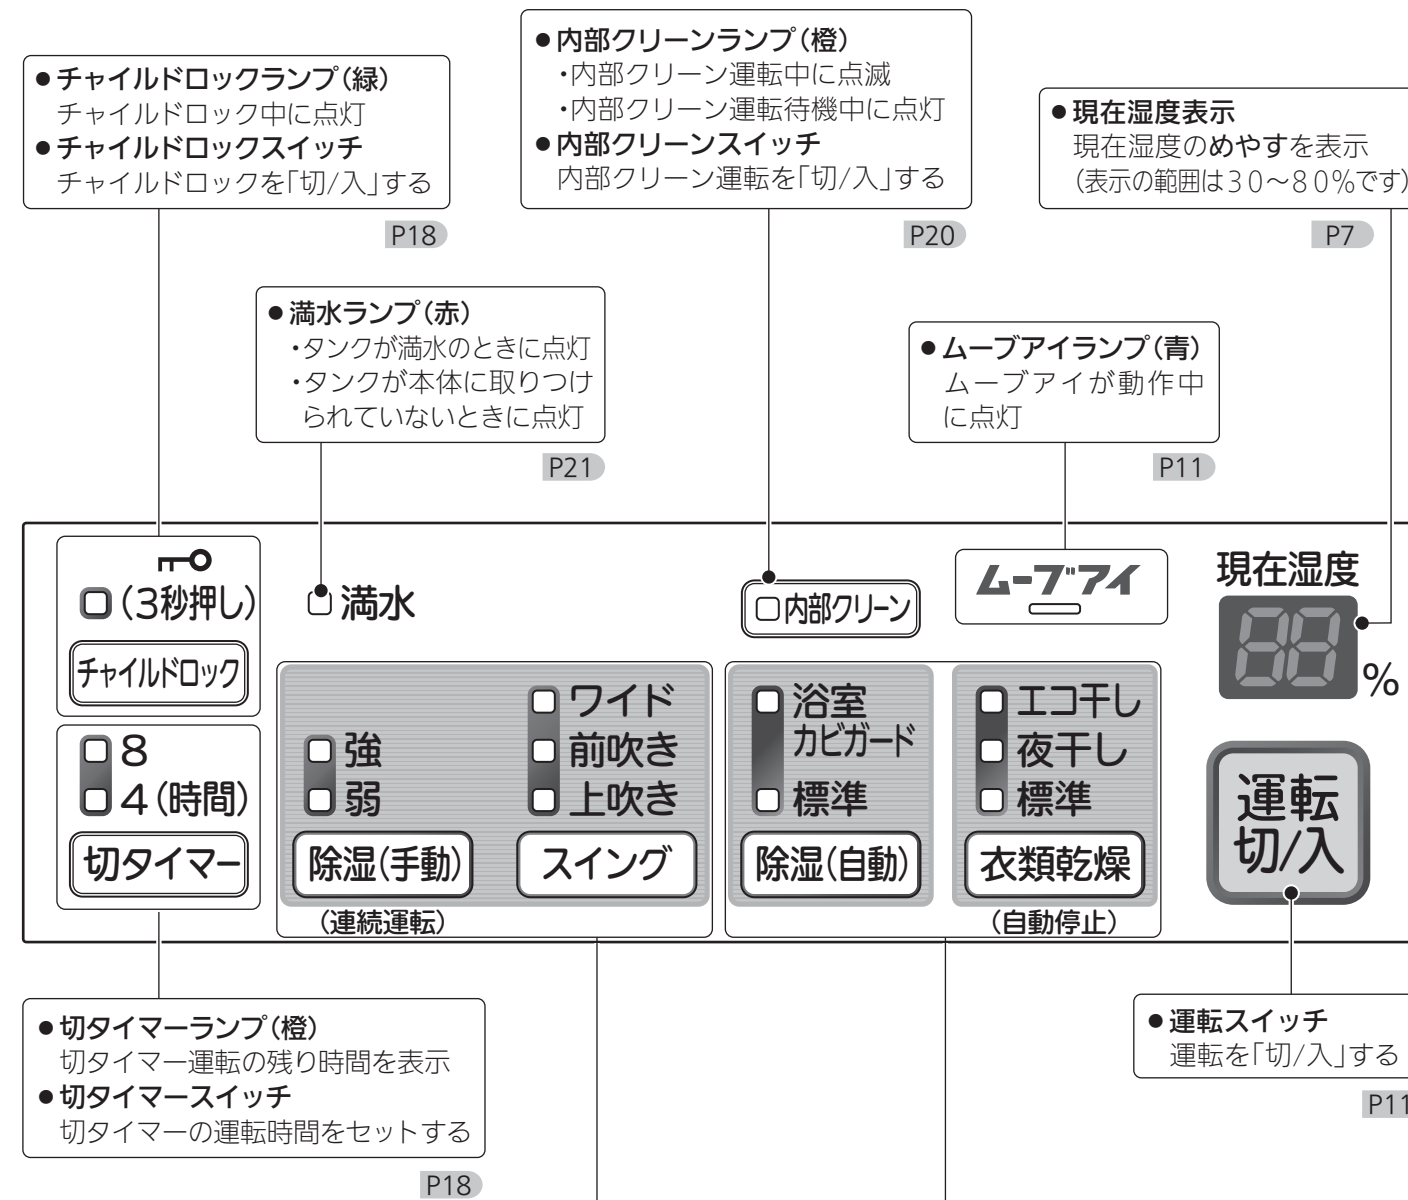 ●チャイルドロックランプ（緑）
チャイルドロック中に点灯
●チャイルドロックスイッチ
チャイルドロックを「切/入」する
P18
●内部クリーンランプ（橙）
・内部クリーン運転中に点滅
・内部クリーン運転待機中に点灯
●内部クリーンスイッチ
内部クリーン運転を「切/入」する
P20
●現在湿度表示
現在湿度のめやすを表示
（表示の範囲は30～80％です）
P7
●満水ランプ（赤）
・タンクが満水のときに点灯
・タンクが本体に取りつけ
られていないときに点灯
P21
●ムーブアイランプ（青）
ムーブアイが動作中
に点灯
P11
（3秒押し）
チャイルドロック
満水
内部クリーン
ムーブアイ
現在湿度
88
%
8
4（時間）
切タイマー
強
弱
除湿（手動）
（連続運転）
ワイド
前吹き
上吹き
スイング
浴室
カビガード
標準
除湿（自動）
エコ干し
夜干し
標準
衣類乾燥
（自動停止）
運転
切/入
●切タイマーランプ（橙）
切タイマー運転の残り時間を表示
●切タイマースイッチ
切タイマーの運転時間をセットする
P18
●運転スイッチ
運転を「切/入」する
P11